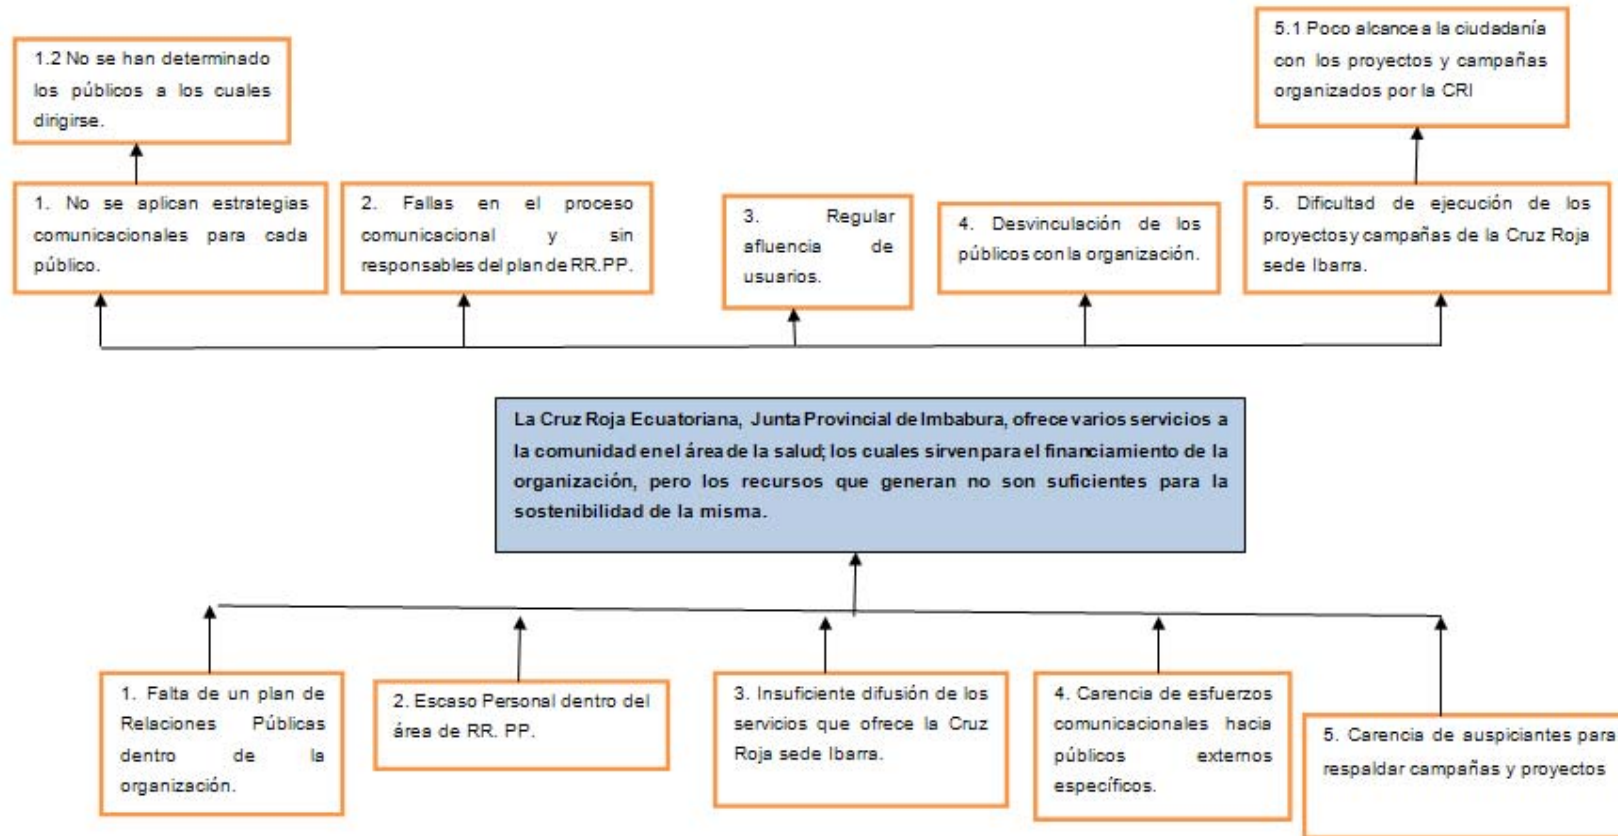 1.2 No se han determinado
los públicos a los cuales
dirigirse.
5.1 Poco alcance a la ciudadanía
con los proyectos y campañas
organizados por la CRI
1. No se aplican estrategias
comunicacionales para cada
público.
2. Fallas en el proceso
comunicacional y sin
responsables del plan de RR.PP.
3. Regular
afluencia de
usuarios.
4. Desvinculación de los
públicos con la organización.
5. Dificultad de ejecución de los
proyectos y campañas de la Cruz Roja
sede Ibarra.
La Cruz Roja Ecuatoriana, Junta Provincial de Imbabura, ofrece varios servicios a
la comunidad en el área de la salud; los cuales sirven para el financiamiento de la
organización, pero los recursos que generan no son suficientes para la
sostenibilidad de la misma.
1. Falta de un plan de
Relaciones Públicas
dentro de la
organización.
2. Escaso Personal dentro del
área de RR. PP.
3. Insuficiente difusión de los
servicios que ofrece la Cruz
Roja sede Ibarra.
4. Carencia de esfuerzos
comunicacionales hacia
públicos externos
específicos.
5. Carencia de auspiciantes para
respaldar campañas y proyectos